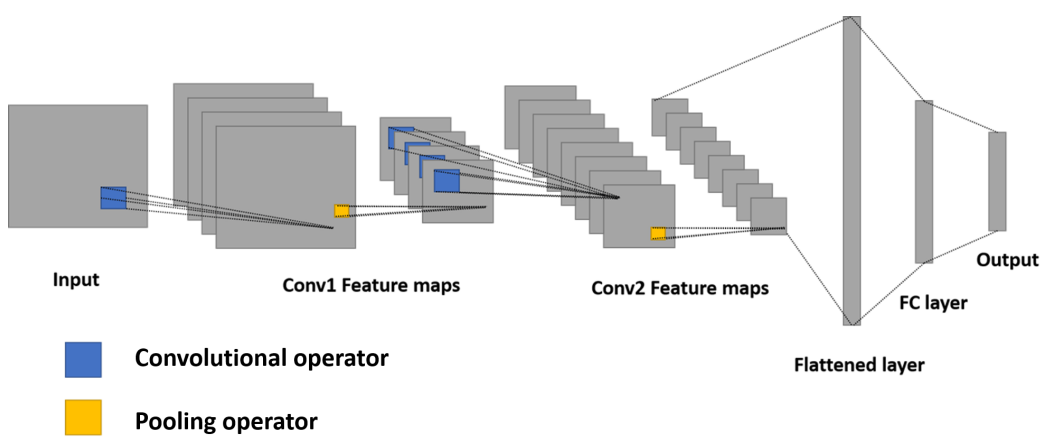 Input
Conv1 Feature maps
Conv2 Feature maps
Output
FC layer
Flattened layer
Convolutional operator
Pooling operator